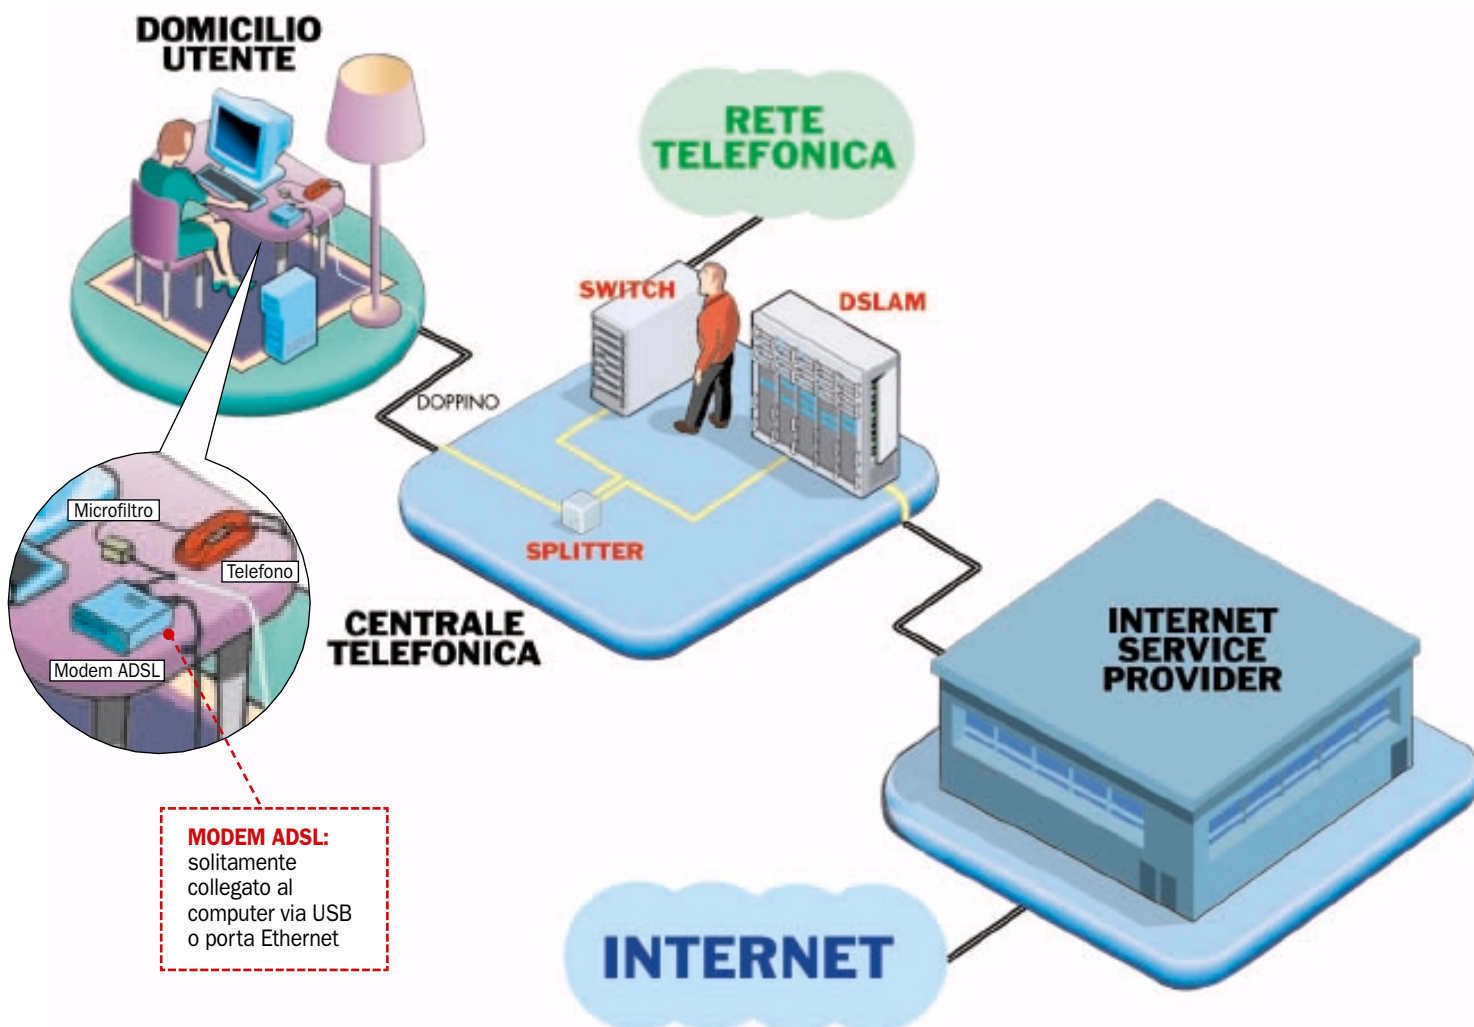 DOMICILIO
UTENTE
RETE
TELEFONICA
SWITCH
DSLAM
DOPPINO
SPLITTER
Microfiltro
Telefono
Modem ADSL
CENTRALE
TELEFONICA
INTERNET
SERVICE
PROVIDER
MODEM ADSL:
solitamente
collegato al
computer via USB
o porta Ethernet
INTERNET